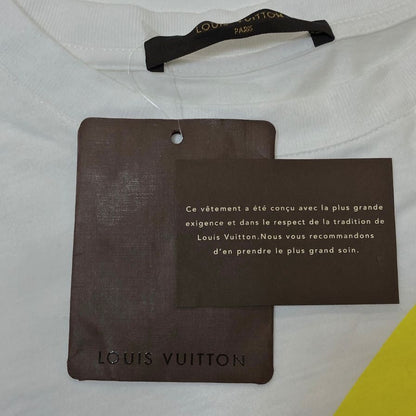 LOUIS VUITTON
PARIS
Ce vêtement a été conçu avec la plus grande
exigence et dans le respect de la tradition de
Louis Vuitton.Nous vous recommandons
d'en prendre le plus grand soin.
LOUIS VUITTON